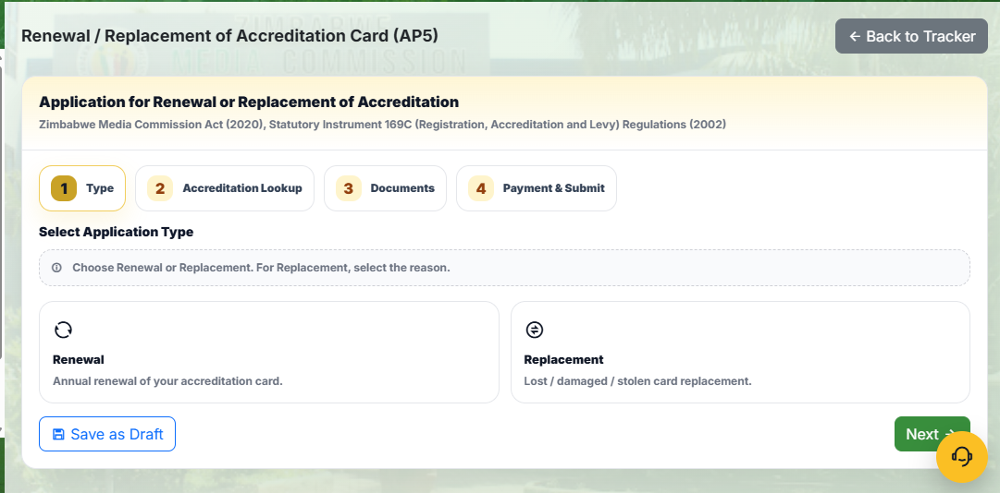 ZIMBABWE
MEDIA COMMISSION
Renewal / Replacement of Accreditation Card (AP5)
← Back to Tracker
Application for Renewal or Replacement of Accreditation
Zimbabwe Media Commission Act (2020), Statutory Instrument 169C (Registration, Accreditation and Levy) Regulations (2002)
1 Type
2 Accreditation Lookup
3 Documents
4 Payment & Submit
Select Application Type
Choose Renewal or Replacement. For Replacement, select the reason.
Renewal
Annual renewal of your accreditation card.
Replacement
Lost / damaged / stolen card replacement.
Save as Draft
Next →